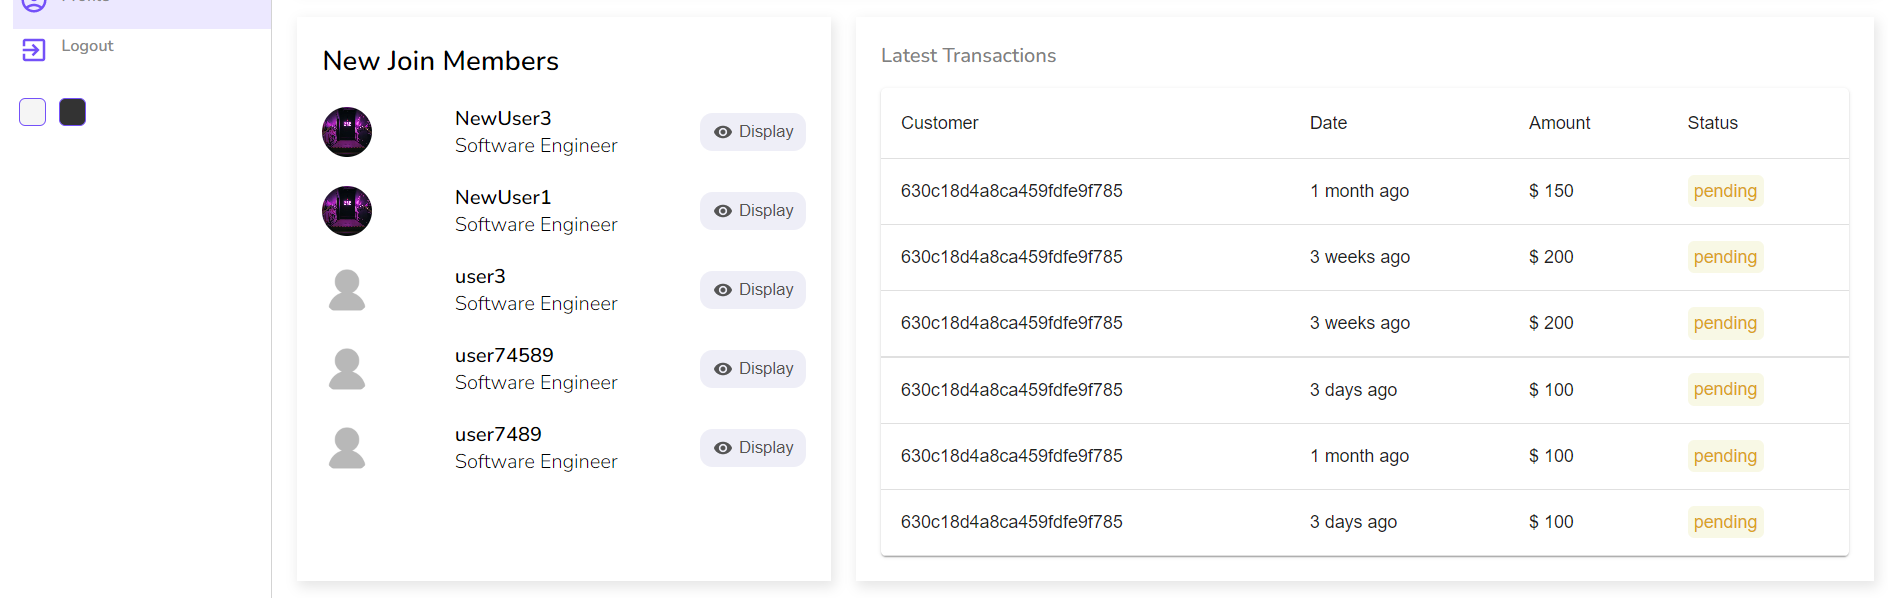 Logout
New Join Members
NewUser3
Software Engineer
Display
NewUser1
Software Engineer
Display
user3
Software Engineer
Display
user74589
Software Engineer
Display
user7489
Software Engineer
Display
Latest Transactions
Customer Date Amount Status
630c18d4a8ca459fdfe9f785 1 month ago $ 150 pending
630c18d4a8ca459fdfe9f785 3 weeks ago $ 200 pending
630c18d4a8ca459fdfe9f785 3 weeks ago $ 200 pending
630c18d4a8ca459fdfe9f785 3 days ago $ 100 pending
630c18d4a8ca459fdfe9f785 1 month ago $ 100 pending
630c18d4a8ca459fdfe9f785 3 days ago $ 100 pending